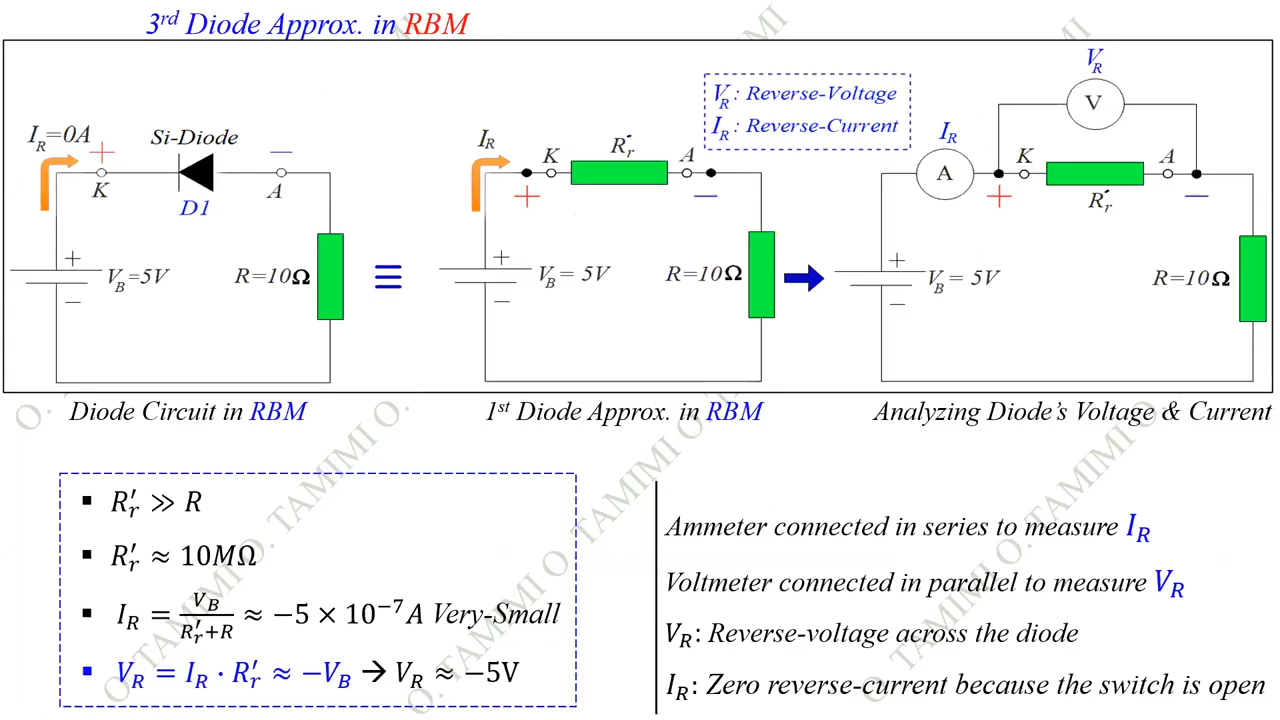 3rd Diode Approx. in RBM
VR : Reverse-Voltage
IR : Reverse-Current
IR=0A
Si-Diode
+
−
K
A
D1
+
VB=5V
−
R=10Ω
≡
IR
R′r
K
A
+
−
+
VB= 5V
−
R=10Ω
VR
V
IR
A
K
A
+
−
R′r
+
VB= 5V
−
R=10Ω
Diode Circuit in RBM
1st Diode Approx. in RBM
Analyzing Diode’s Voltage & Current
▪ R′r ≫ R
▪ R′r ≈ 10MΩ
▪ IR = VB/(R′r+R) ≈ −5 × 10⁻⁷A Very-Small
▪ VR = IR · R′r ≈ −VB → VR ≈ −5V
Ammeter connected in series to measure IR
Voltmeter connected in parallel to measure VR
VR: Reverse-voltage across the diode
IR: Zero reverse-current because the switch is open
O. TAMIMI
O. TAMIMI
O. TAMIMI
O. TAMIMI